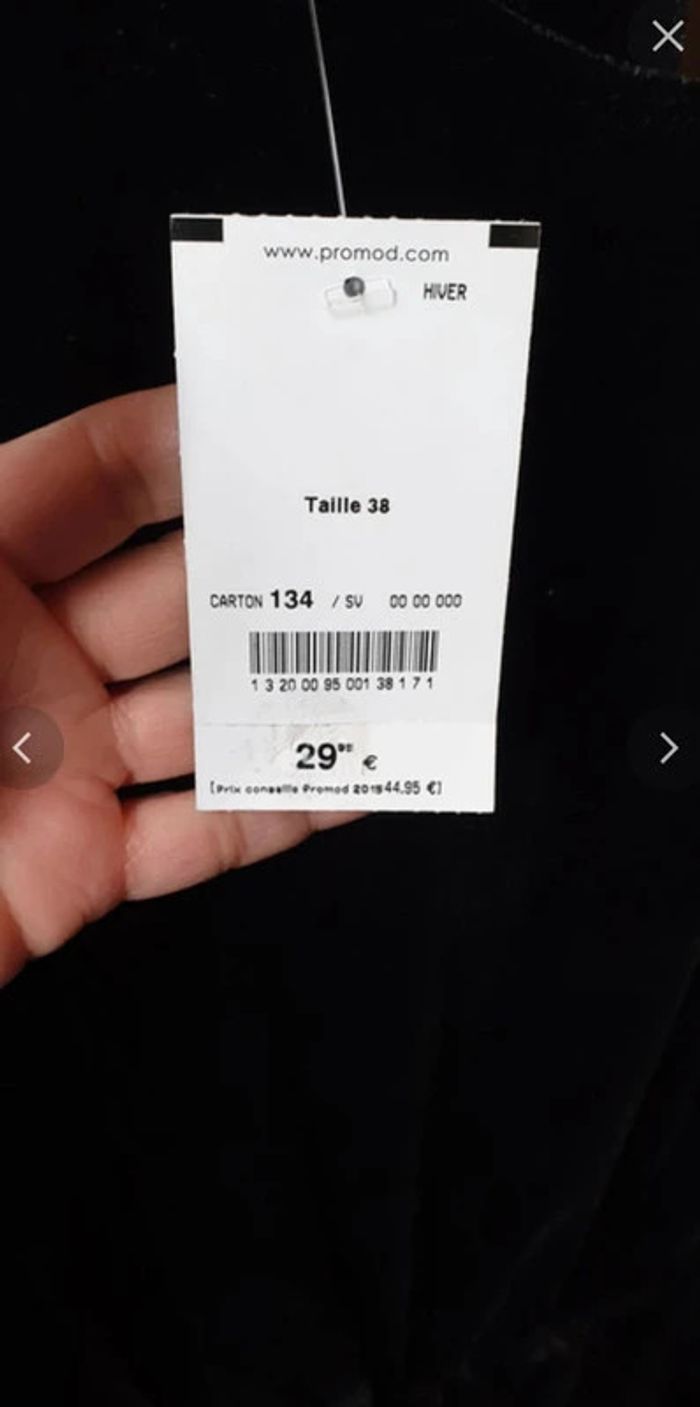 www.promod.com
HIVER
Taille 38
CARTON 134 / SV 00 00 000
1 3 20 00 95 001 38 1 7 1
29 €
[Prix conseillé Promod 44.95 €]